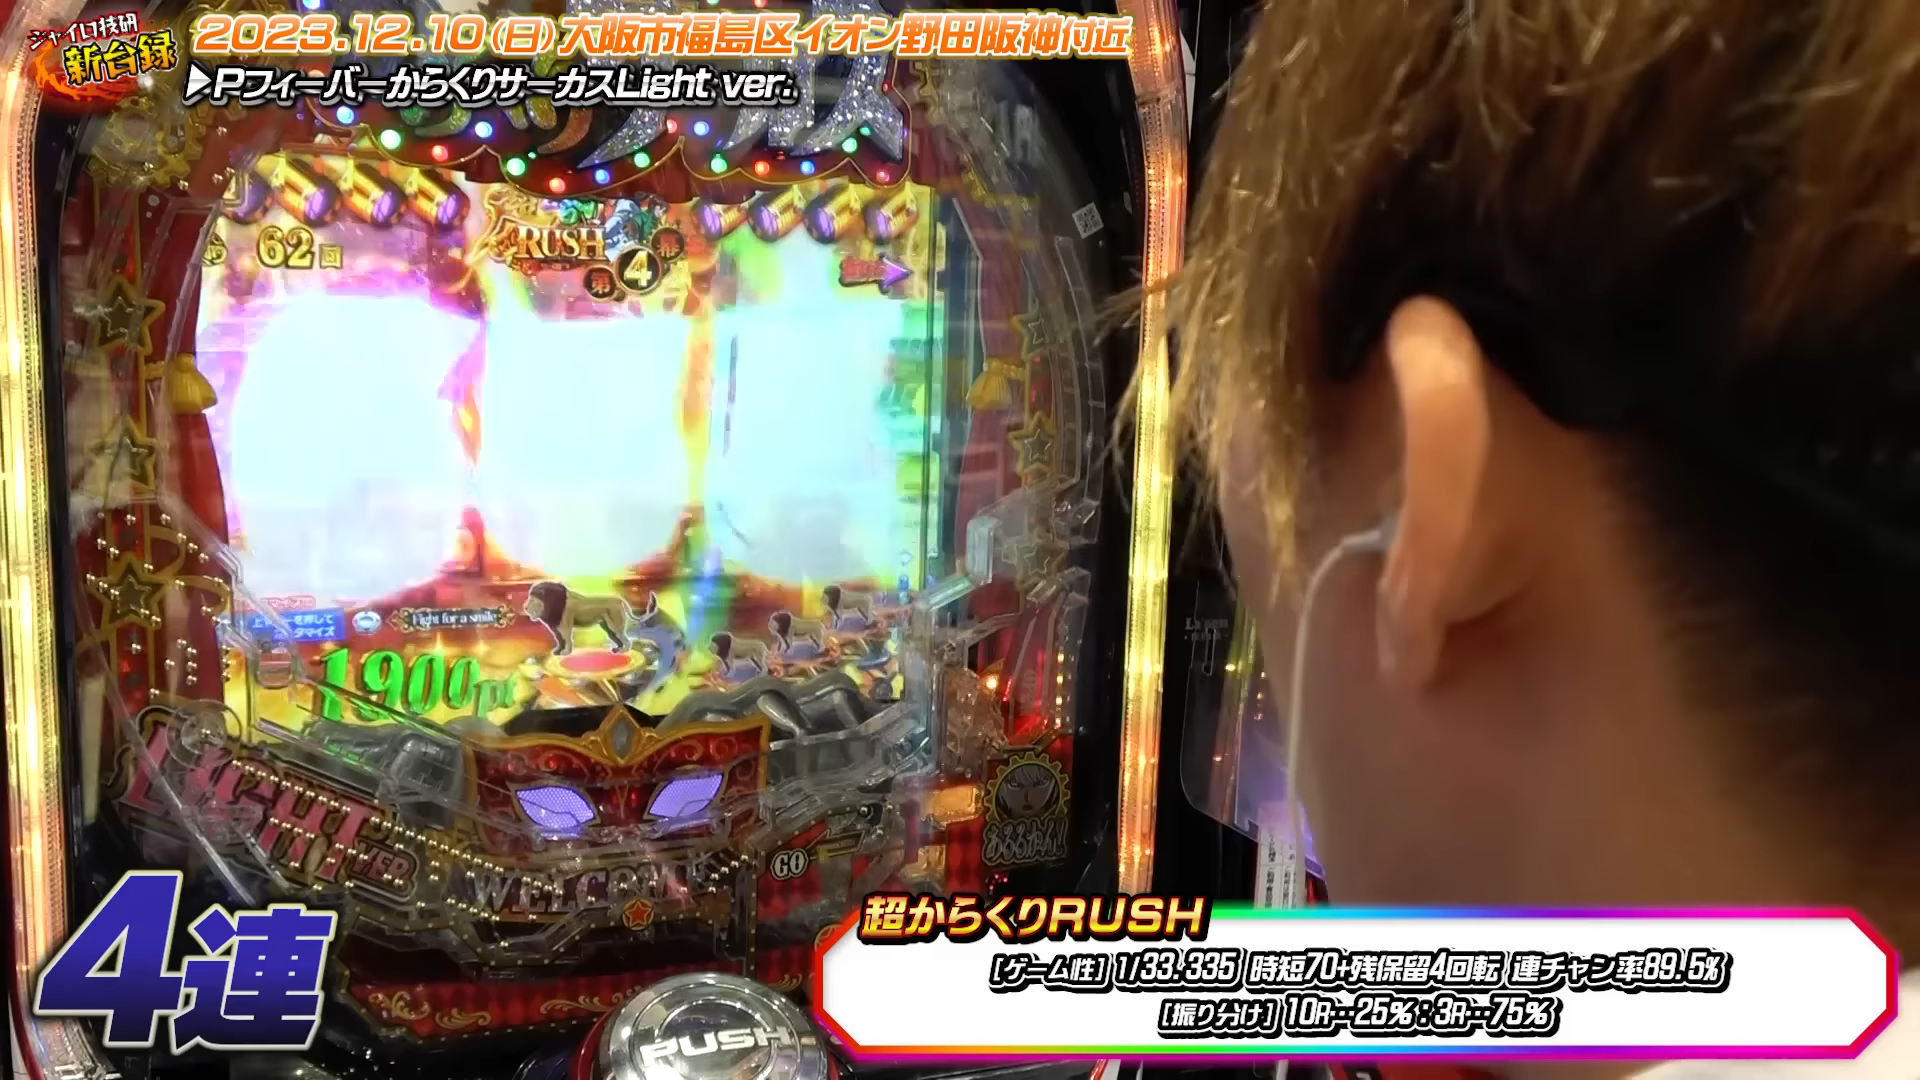 ジャイロ技研
新台録
2023.12.10(日)大阪市福島区イオン野田阪神付近
▶PフィーバーからくりサーカスLight ver.
62回
RUSH
第4幕
Fight for a smile
1900pt
LIGHT
VER
WELCOME
GO
PUSH
4連
超からくりRUSH
[ゲーム性] 1/33.335 時短70+残保留4回転 連チャン率89.5%
[振り分け] 10R…25%:3R…75%